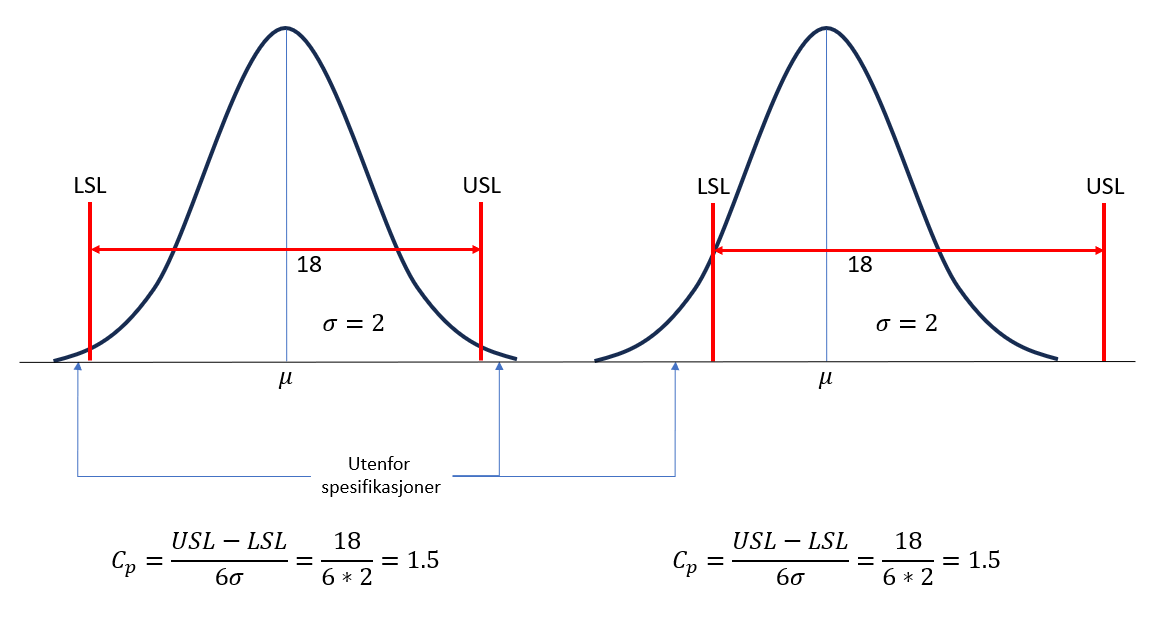 LSL
USL
LSL
USL
18
18
σ = 2
σ = 2
μ
μ
Utenfor
spesifikasjoner
C_p = (USL − LSL)/(6σ) = 18/(6 ∗ 2) = 1.5
C_p = (USL − LSL)/(6σ) = 18/(6 ∗ 2) = 1.5